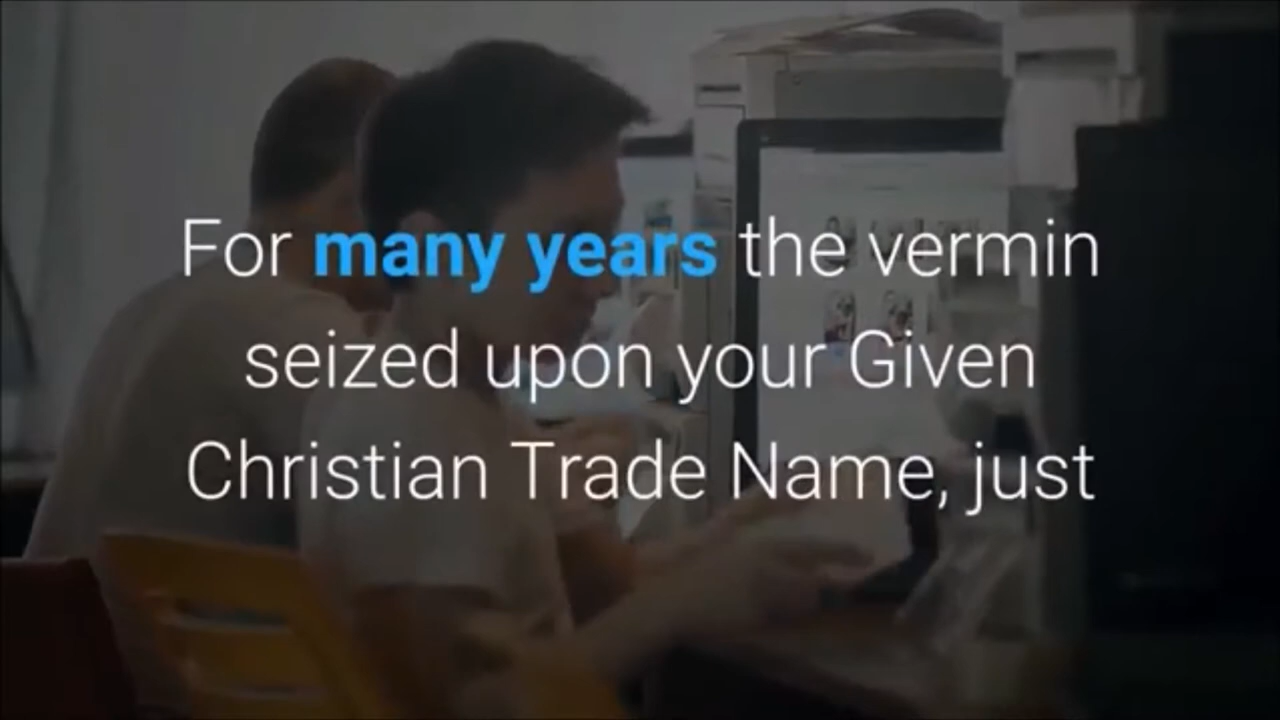 For many years the vermin
seized upon your Given
Christian Trade Name, just